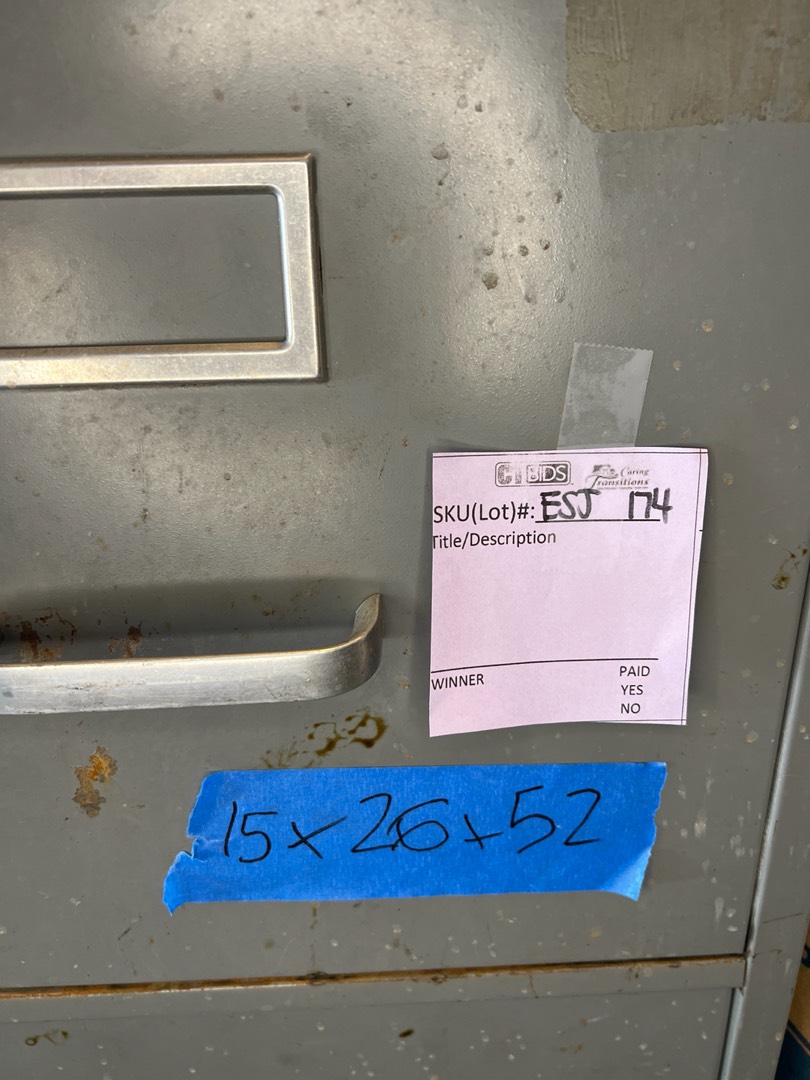 CT BIDS Caring Transitions
SKU(Lot)#: ESJ 174
Title/Description
WINNER PAID
YES
NO
15x26x52